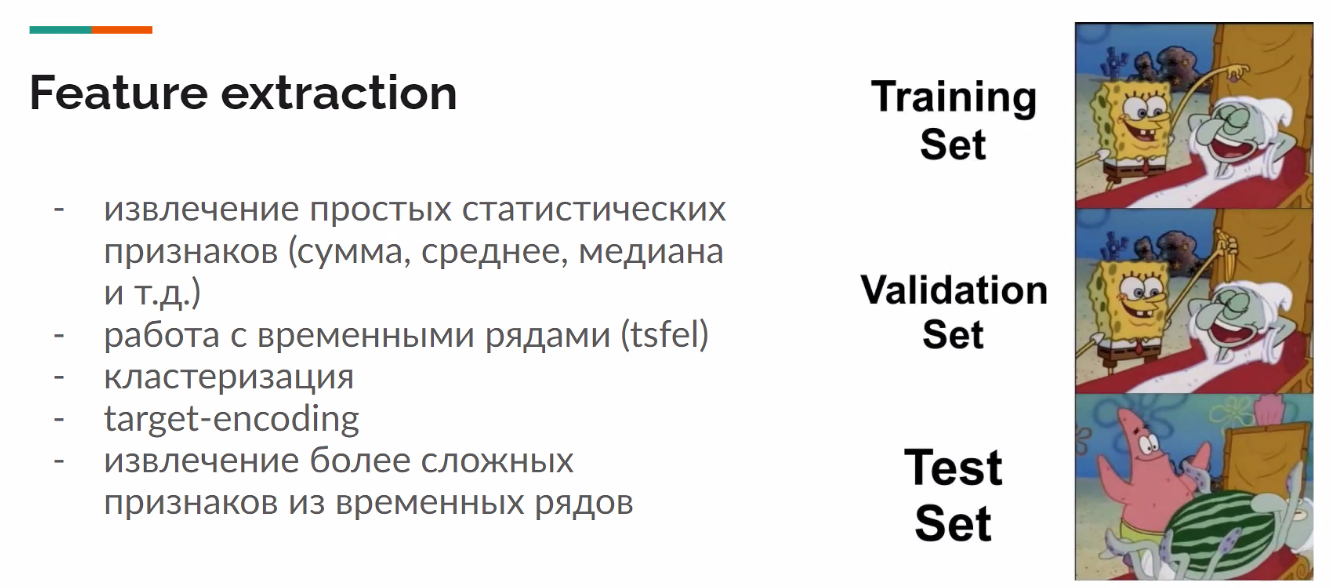 Feature extraction
- извлечение простых статистических
признаков (сумма, среднее, медиана
и т.д.)
- работа с временными рядами (tsfel)
- кластеризация
- target-encoding
- извлечение более сложных
признаков из временных рядов
Training
Set
Validation
Set
Test
Set